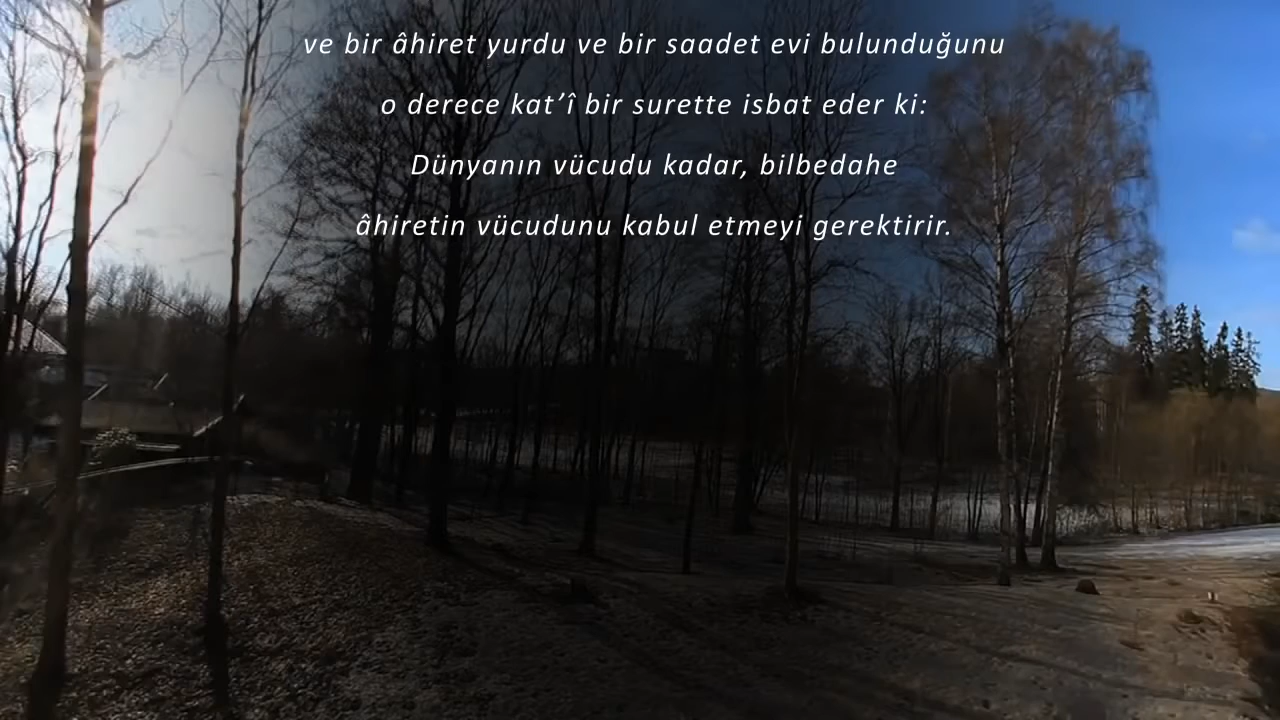 ve bir âhiret yurdu ve bir saadet evi bulunduğunu
o derece kat’î bir surette isbat eder ki:
Dünyanın vücudu kadar, bilbedahe
âhiretin vücudunu kabul etmeyi gerektirir.